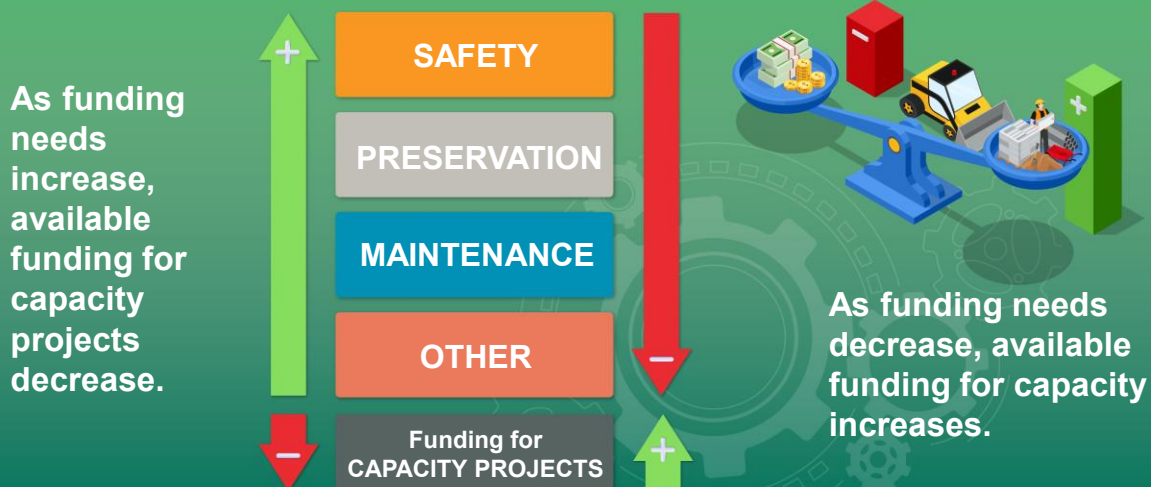 As funding
needs
increase,
available
funding for
capacity
projects
decrease.
+
SAFETY
PRESERVATION
MAINTENANCE
OTHER
–
–
Funding for
CAPACITY PROJECTS
+
–
+
As funding needs
decrease, available
funding for capacity
increases.